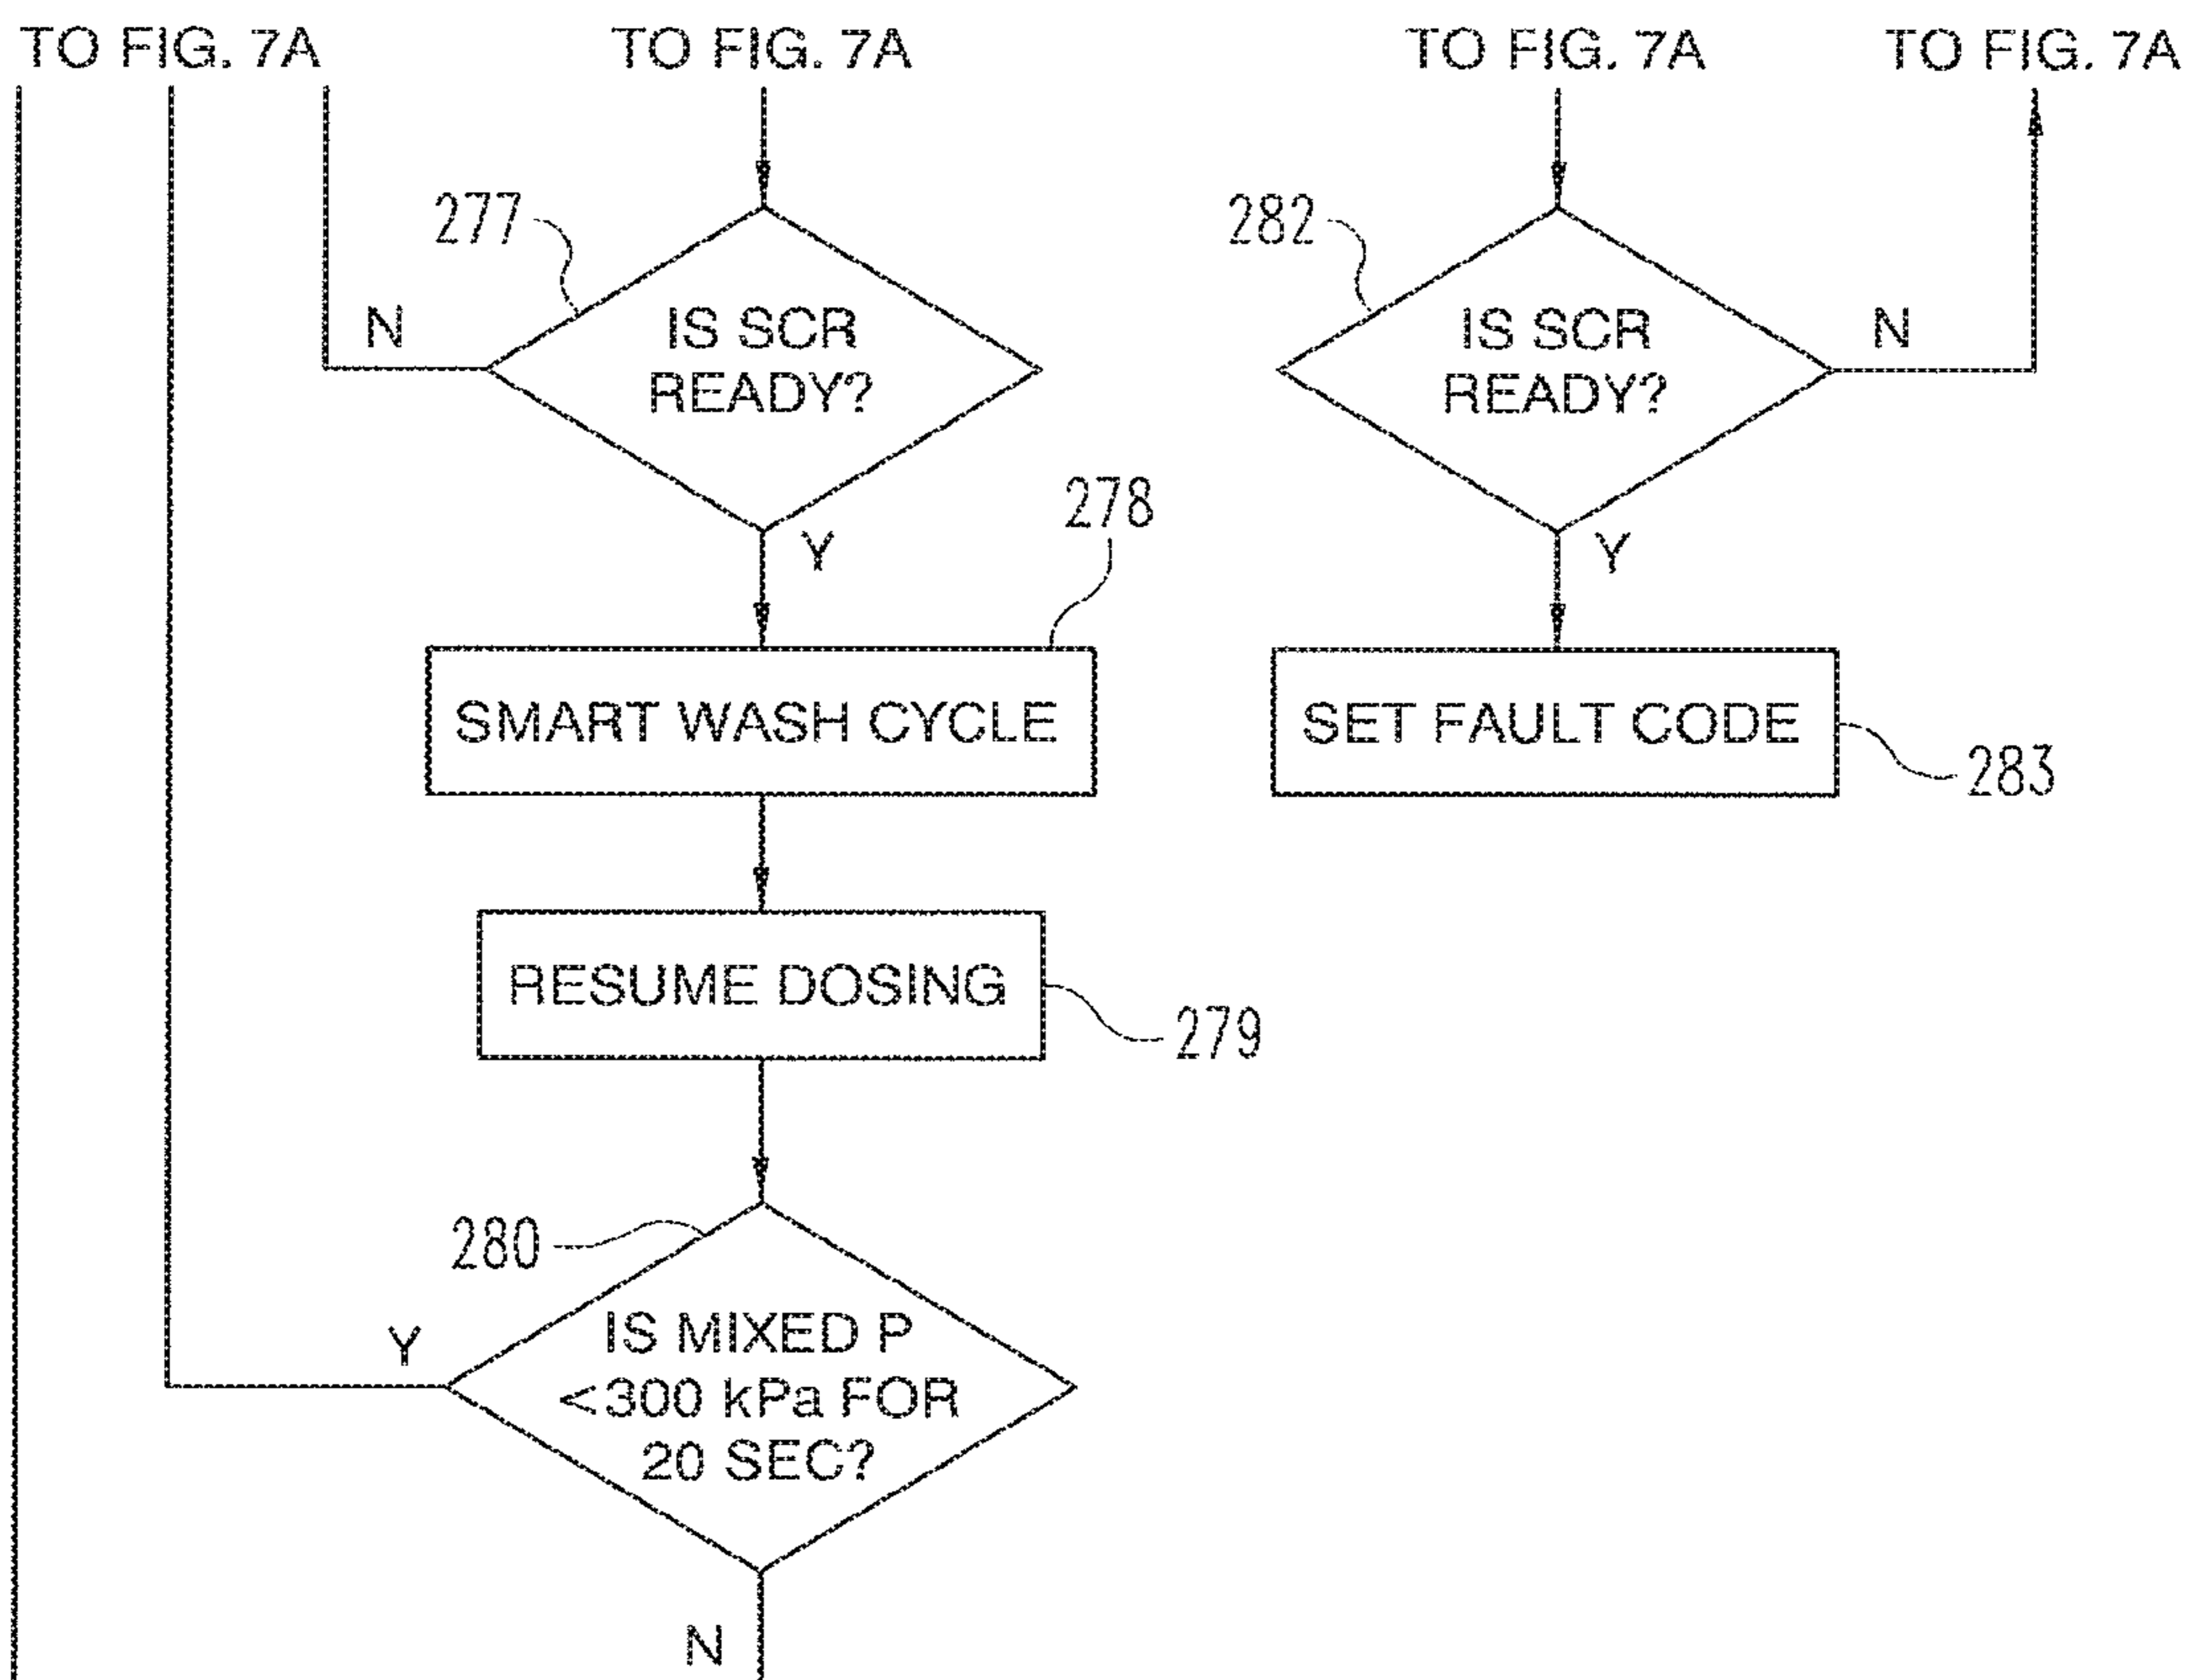 TO FIG. 7A
TO FIG. 7A
TO FIG. 7A
TO FIG. 7A
277
N
IS SCR
READY?
Y
278
SMART WASH CYCLE
RESUME DOSING
279
280
Y
IS MIXED P
<300 kPa FOR
20 SEC?
N
282
IS SCR
READY?
N
Y
SET FAULT CODE
283